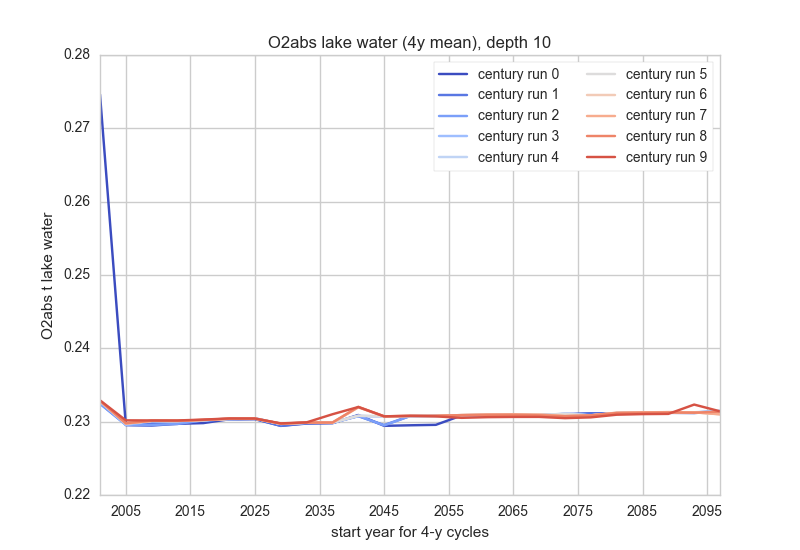 O2abs lake water (4y mean), depth 10
0.28
0.27
0.26
0.25
0.24
0.23
0.22
O2abs t lake water
century run 0
century run 1
century run 2
century run 3
century run 4
century run 5
century run 6
century run 7
century run 8
century run 9
2005 2015 2025 2035 2045 2055 2065 2075 2085 2095
start year for 4-y cycles